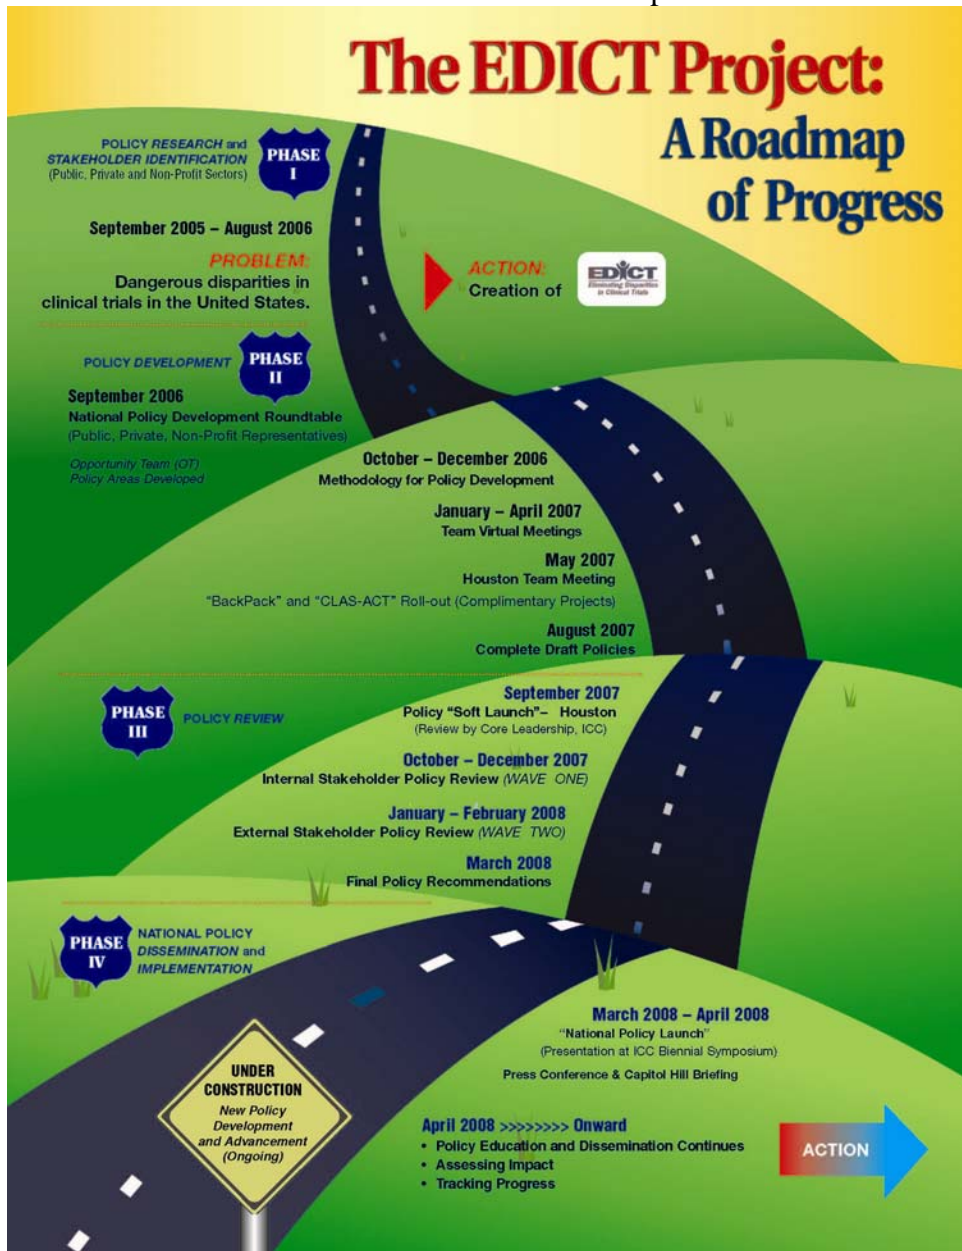 The EDICT Project:
A Roadmap
of Progress
POLICY RESEARCH and
STAKEHOLDER IDENTIFICATION
(Public, Private and Non-Profit Sectors)
PHASE
I
September 2005 – August 2006
PROBLEM:
Dangerous disparities in
clinical trials in the United States.
ACTION:
Creation of
EDICT
Eliminating Disparities
in Clinical Trials
POLICY DEVELOPMENT
PHASE
II
September 2006
National Policy Development Roundtable
(Public, Private, Non-Profit Representatives)
Opportunity Team (OT)
Policy Areas Developed
October – December 2006
Methodology for Policy Development
January – April 2007
Team Virtual Meetings
May 2007
Houston Team Meeting
"BackPack" and "CLAS-ACT" Roll-out (Complimentary Projects)
August 2007
Complete Draft Policies
PHASE
III
POLICY REVIEW
September 2007
Policy "Soft Launch"– Houston
(Review by Core Leadership, ICC)
October – December 2007
Internal Stakeholder Policy Review (WAVE ONE)
January – February 2008
External Stakeholder Policy Review (WAVE TWO)
March 2008
Final Policy Recommendations
PHASE
IV
NATIONAL POLICY
DISSEMINATION and
IMPLEMENTATION
March 2008 – April 2008
"National Policy Launch"
(Presentation at ICC Biennial Symposium)
Press Conference & Capitol Hill Briefing
UNDER
CONSTRUCTION
New Policy
Development
and Advancement
(Ongoing)
April 2008 >>>>>>>> Onward
• Policy Education and Dissemination Continues
• Assessing Impact
• Tracking Progress
ACTION